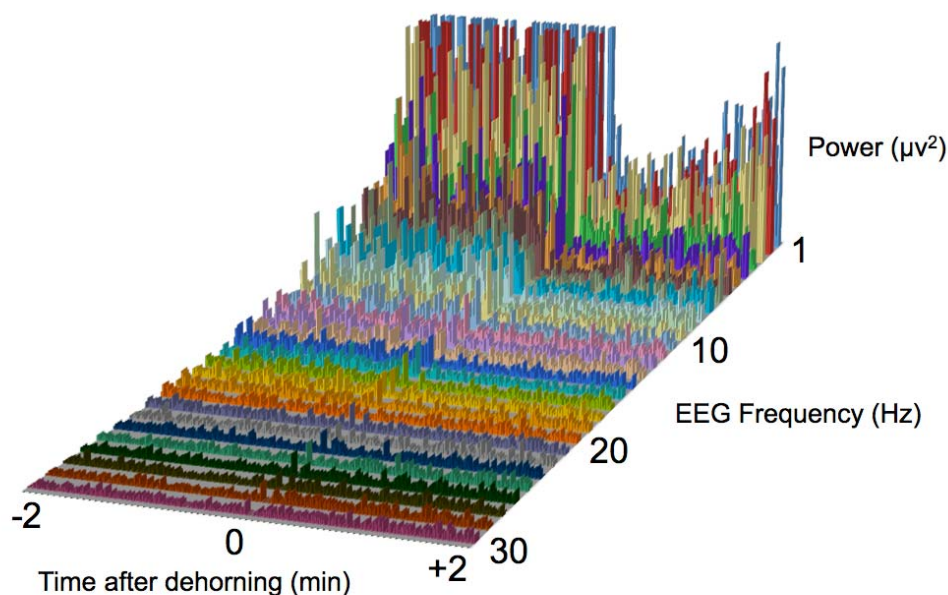 Power (μv²)
1
10
EEG Frequency (Hz)
20
30
-2
0
+2
Time after dehorning (min)